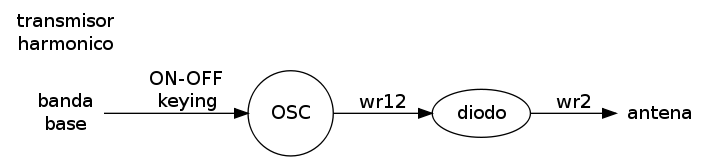 transmisor
harmonico
ON-OFF
keying
banda
base
OSC
wr12
diodo
wr2
antena